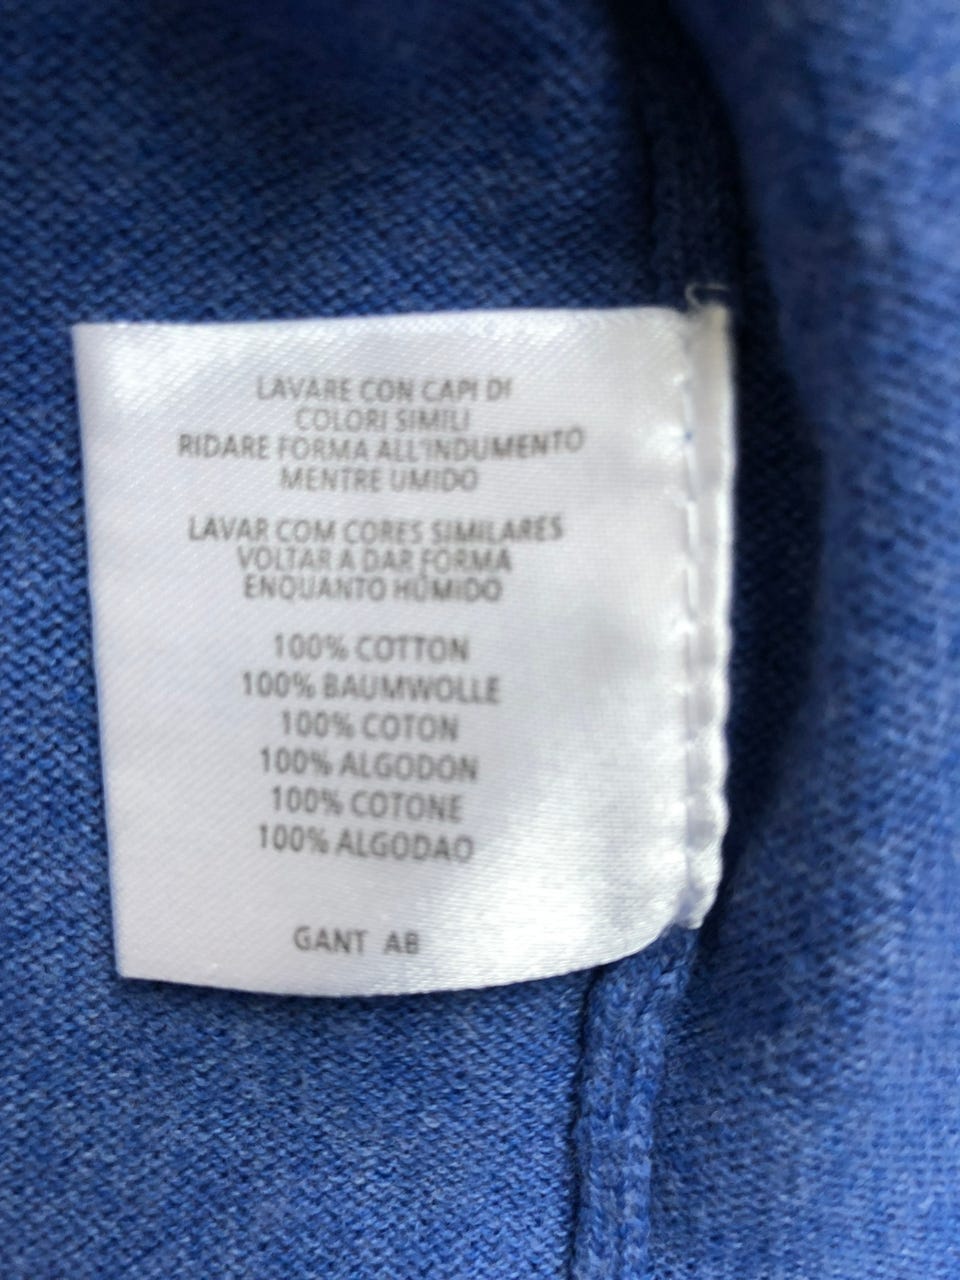 LAVARE CON CAPI DI
COLORI SIMILI
RIDARE FORMA ALL'INDUMENTO
MENTRE UMIDO
LAVAR COM CORES SIMILARES
VOLTAR A DAR FORMA
ENQUANTO HÚMIDO
100% COTTON
100% BAUMWOLLE
100% COTON
100% ALGODON
100% COTONE
100% ALGODAO
GANT AB